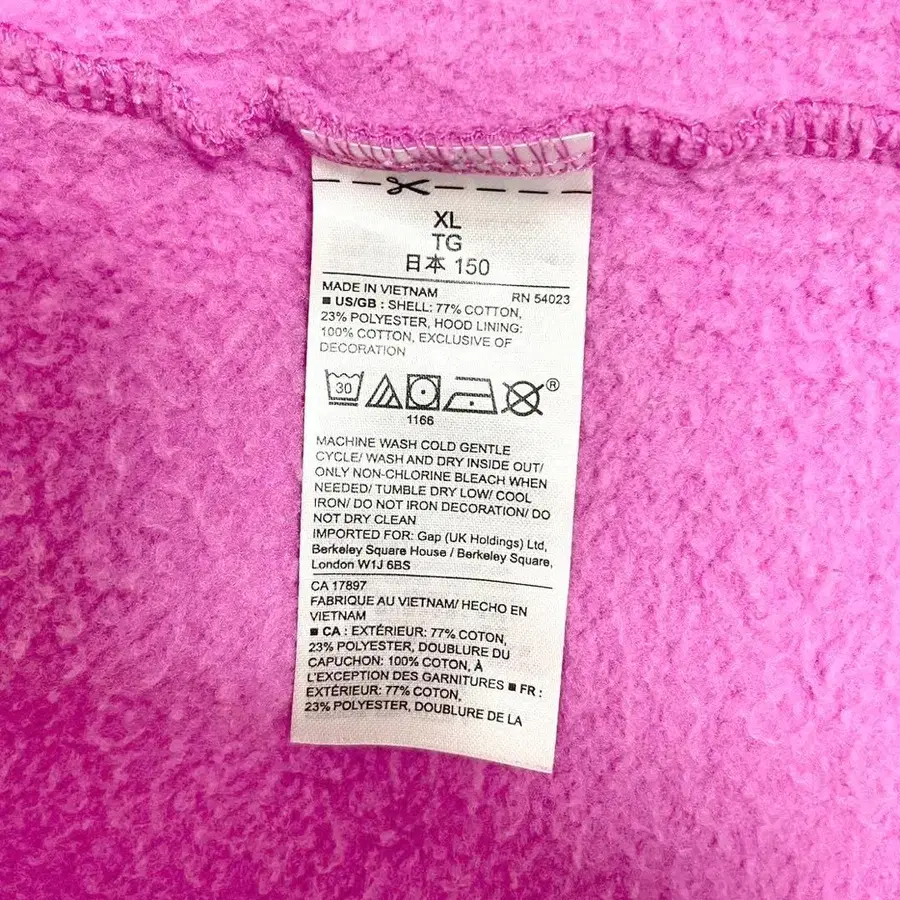 XL
TG
日本 150
MADE IN VIETNAM RN 54023
■ US/GB : SHELL: 77% COTTON,
23% POLYESTER, HOOD LINING:
100% COTTON, EXCLUSIVE OF
DECORATION
30 ®
1166
MACHINE WASH COLD GENTLE
CYCLE/ WASH AND DRY INSIDE OUT/
ONLY NON-CHLORINE BLEACH WHEN
NEEDED/ TUMBLE DRY LOW/ COOL
IRON/ DO NOT IRON DECORATION/ DO
NOT DRY CLEAN
IMPORTED FOR: Gap (UK Holdings) Ltd,
Berkeley Square House / Berkeley Square,
London W1J 6BS
CA 17897
FABRIQUE AU VIETNAM/ HECHO EN
VIETNAM
■ CA : EXTÉRIEUR: 77% COTON,
23% POLYESTER, DOUBLURE DU
CAPUCHON: 100% COTON, À
L'EXCEPTION DES GARNITURES ■ FR :
EXTÉRIEUR: 77% COTON,
23% POLYESTER, DOUBLURE DE LA